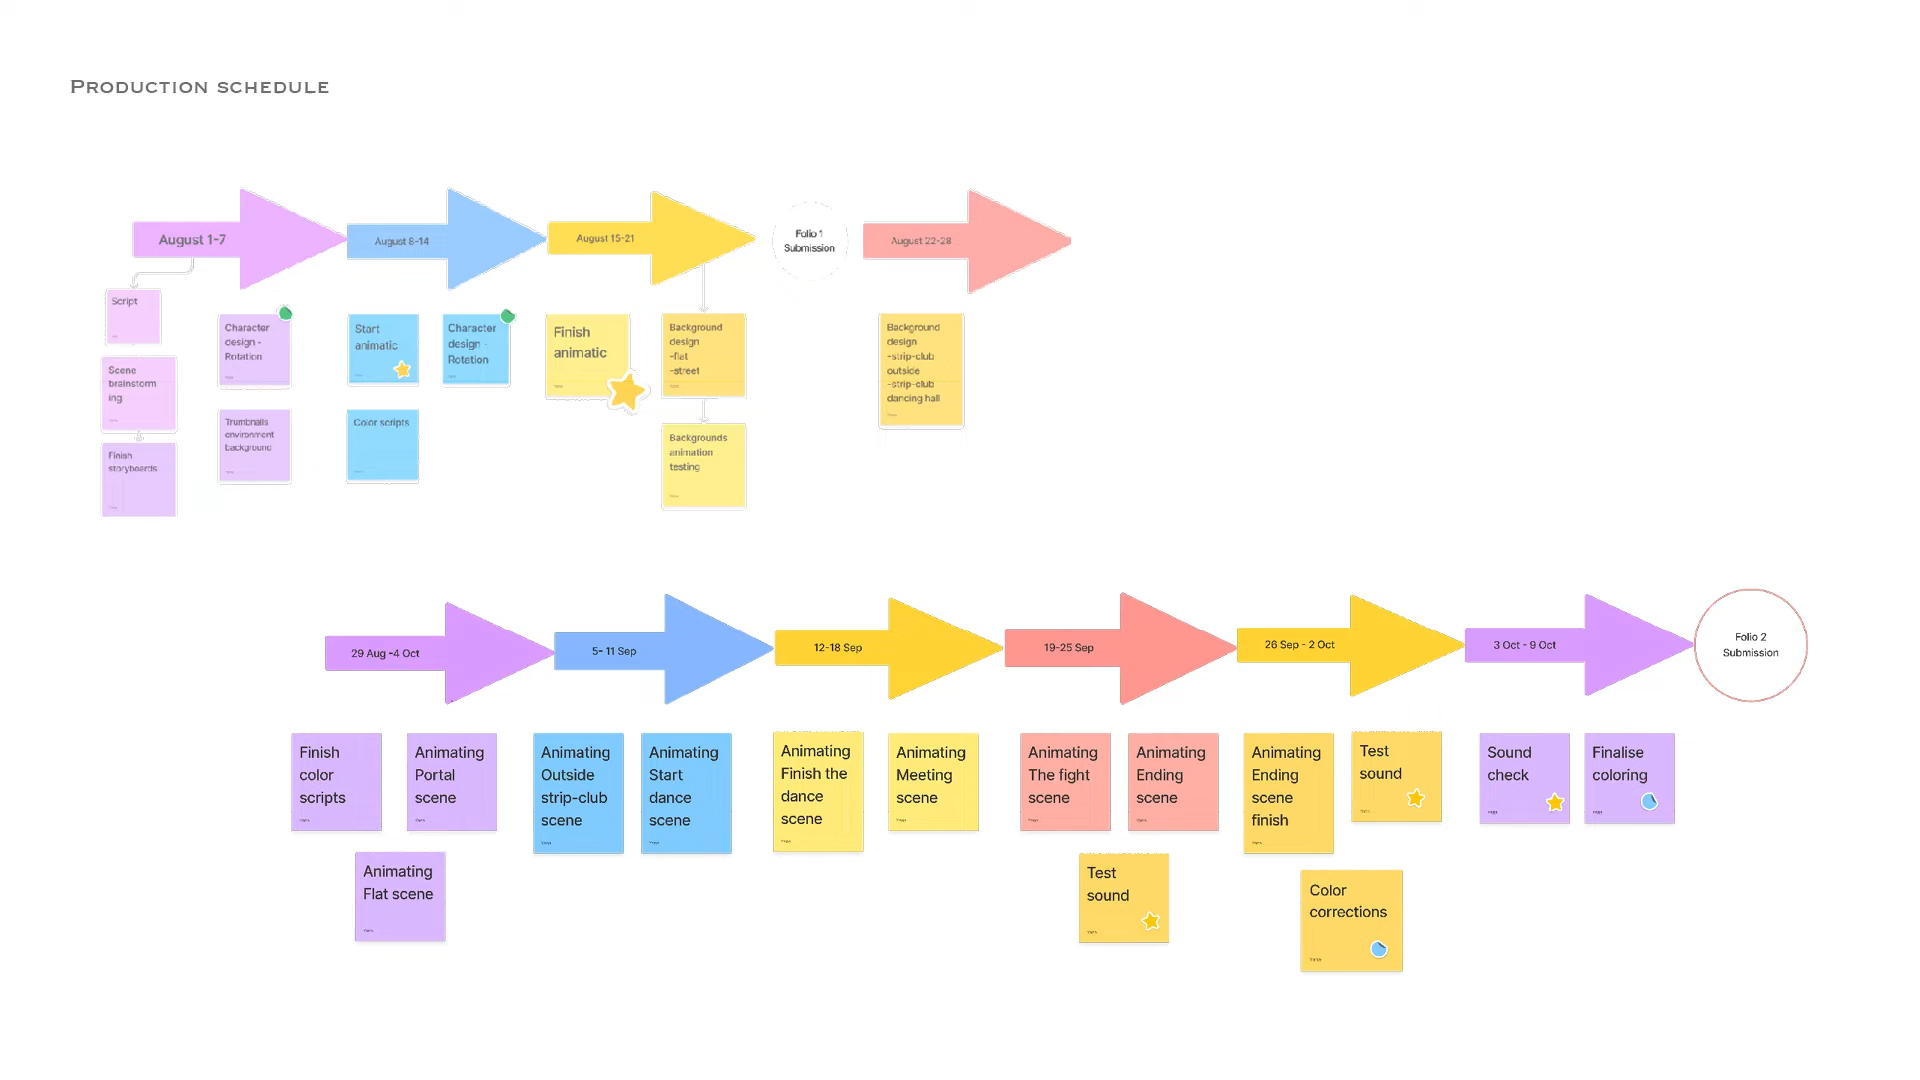 PRODUCTION SCHEDULE
August 1-7
August 8-14
August 15-21
Folio 1
Submission
August 22-28
Script
Scene
brainstorm
ing
Finish
storyboards
Character
design -
Rotation
Trumbnails
environment
background
Start
animatic
Color scripts
Character
design -
Rotation
Finish
animatic
Background
design
-flat
-street
Backgrounds
animation
testing
Background
design
-strip-club
outside
-strip-club
dancing hall
29 Aug -4 Oct
5- 11 Sep
12-18 Sep
19-25 Sep
26 Sep - 2 Oct
3 Oct - 9 Oct
Folio 2
Submission
Finish
color
scripts
Animating
Portal
scene
Animating
Flat scene
Animating
Outside
strip-club
scene
Animating
Start
dance
scene
Animating
Finish the
dance
scene
Animating
Meeting
scene
Animating
The fight
scene
Animating
Ending
scene
Test
sound
Animating
Ending
scene
finish
Test
sound
Color
corrections
Sound
check
Finalise
coloring